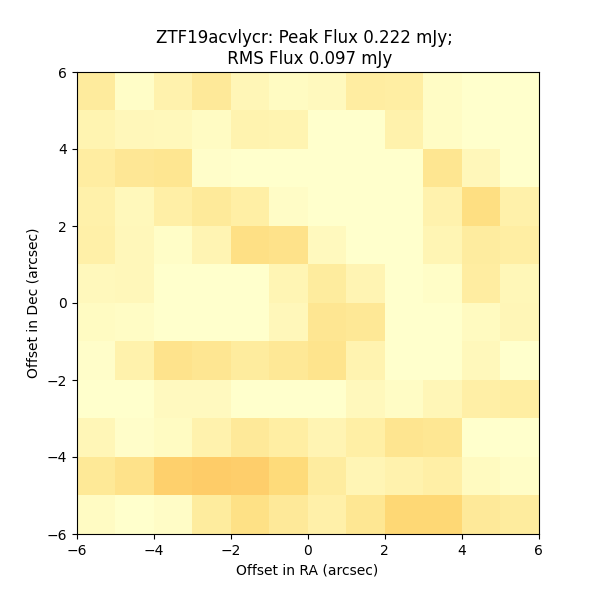 ZTF19acvlycr: Peak Flux 0.222 mJy;
RMS Flux 0.097 mJy
6
4
2
0
−2
−4
−6
Offset in Dec (arcsec)
−6 −4 −2 0 2 4 6
Offset in RA (arcsec)